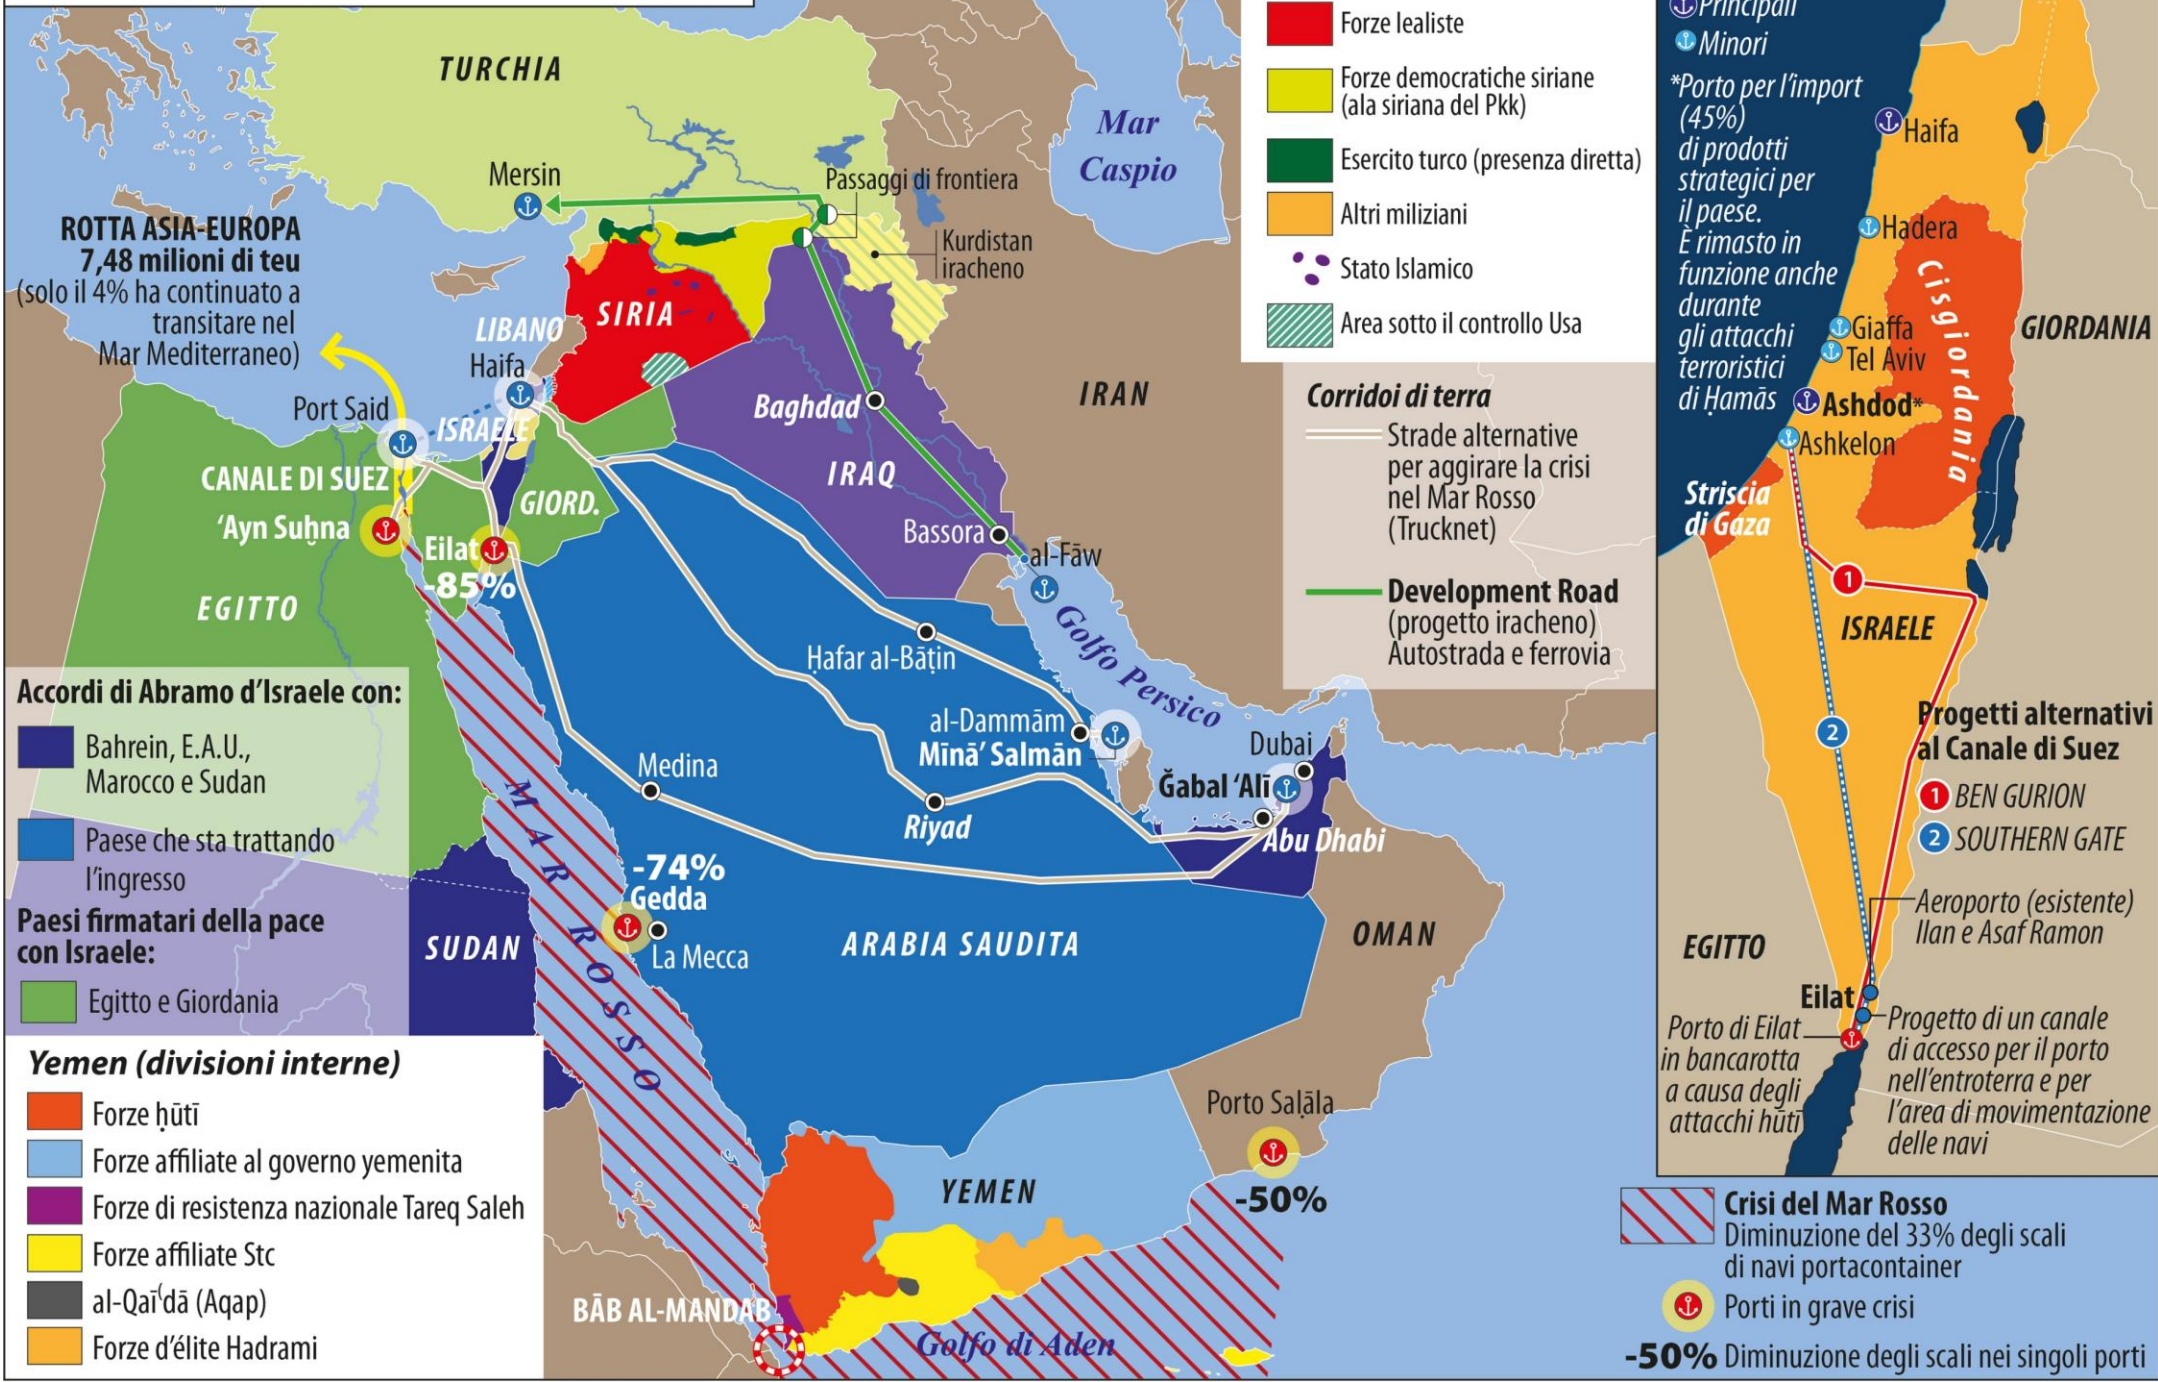 TURCHIA
Mersin
Passaggi di frontiera
Kurdistan
iracheno
Mar
Caspio
ROTTA ASIA-EUROPA
7,48 milioni di teu
(solo il 4% ha continuato a
transitare nel
Mar Mediterraneo)
SIRIA
LIBANO
Haifa
Port Said
ISRAELE
CANALE DI SUEZ
‘Ayn Suḫna
Eilat
-85%
GIORD.
EGITTO
Baghdad
IRAQ
IRAN
Bassora
al-Fāw
Golfo Persico
Ḥafar al-Bāṭin
al-Dammām
Mīnā’ Salmān
Dubai
Ǧabal ‘Alī
Abu Dhabi
Medina
Riyad
MAR ROSSO
-74%
Gedda
La Mecca
ARABIA SAUDITA
OMAN
SUDAN
Porto Ṣalāla
-50%
YEMEN
BĀB AL-MANDAB
Golfo di Aden
Accordi di Abramo d’Israele con:
Bahrein, E.A.U.,
Marocco e Sudan
Paese che sta trattando
l’ingresso
Paesi firmatari della pace
con Israele:
Egitto e Giordania
Yemen (divisioni interne)
Forze ḥūṯī
Forze affiliate al governo yemenita
Forze di resistenza nazionale Tareq Saleh
Forze affiliate Stc
al-Qaī‘dā (Aqap)
Forze d’élite Hadrami
Forze lealiste
Forze democratiche siriane
(ala siriana del Pkk)
Esercito turco (presenza diretta)
Altri miliziani
Stato Islamico
Area sotto il controllo Usa
Corridoi di terra
Strade alternative
per aggirare la crisi
nel Mar Rosso
(Trucknet)
Development Road
(progetto iracheno)
Autostrada e ferrovia
Principali
Minori
*Porto per l’import
(45%)
di prodotti
strategici per
il paese.
È rimasto in
funzione anche
durante
gli attacchi
terroristici
di Ḥamās
Haifa
Hadera
Giaffa
Tel Aviv
Ashdod*
Ashkelon
Cisgiordania
GIORDANIA
Striscia
di Gaza
1
ISRAELE
2
Progetti alternativi
al Canale di Suez
1 BEN GURION
2 SOUTHERN GATE
Aeroporto (esistente)
Ilan e Asaf Ramon
EGITTO
Eilat
Porto di Eilat
in bancarotta
a causa degli
attacchi ḥūṯī
Progetto di un canale
di accesso per il porto
nell’entroterra e per
l’area di movimentazione
delle navi
Crisi del Mar Rosso
Diminuzione del 33% degli scali
di navi portacontainer
Porti in grave crisi
-50% Diminuzione degli scali nei singoli porti